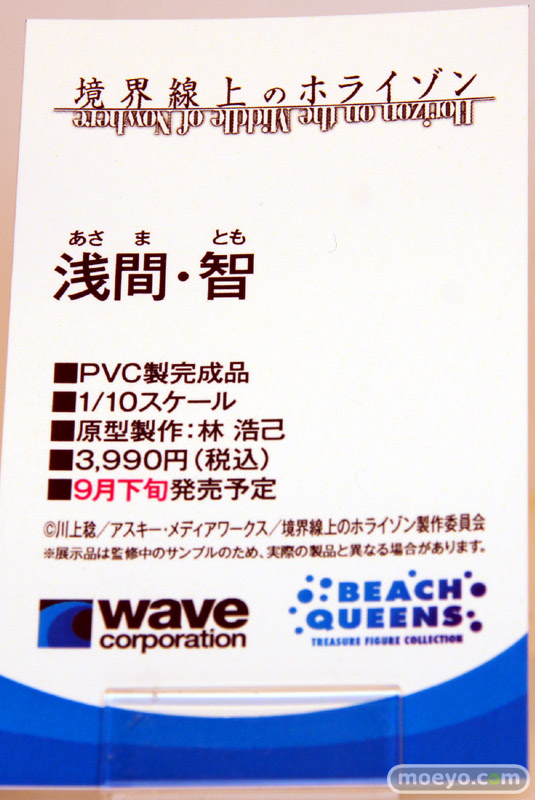 境界線上のホライゾン
Horizon on the Middle of Nowhere
あさ ま とも
浅間・智
■PVC製完成品
■1/10スケール
■原型製作：林 浩己
■3,990円（税込）
■9月下旬発売予定
©川上稔／アスキー・メディアワークス／境界線上のホライゾン製作委員会
※展示品は監修中のサンプルのため、実際の製品と異なる場合があります。
wave
corporation
BEACH
QUEENS
TREASURE FIGURE COLLECTION
moeyo.com